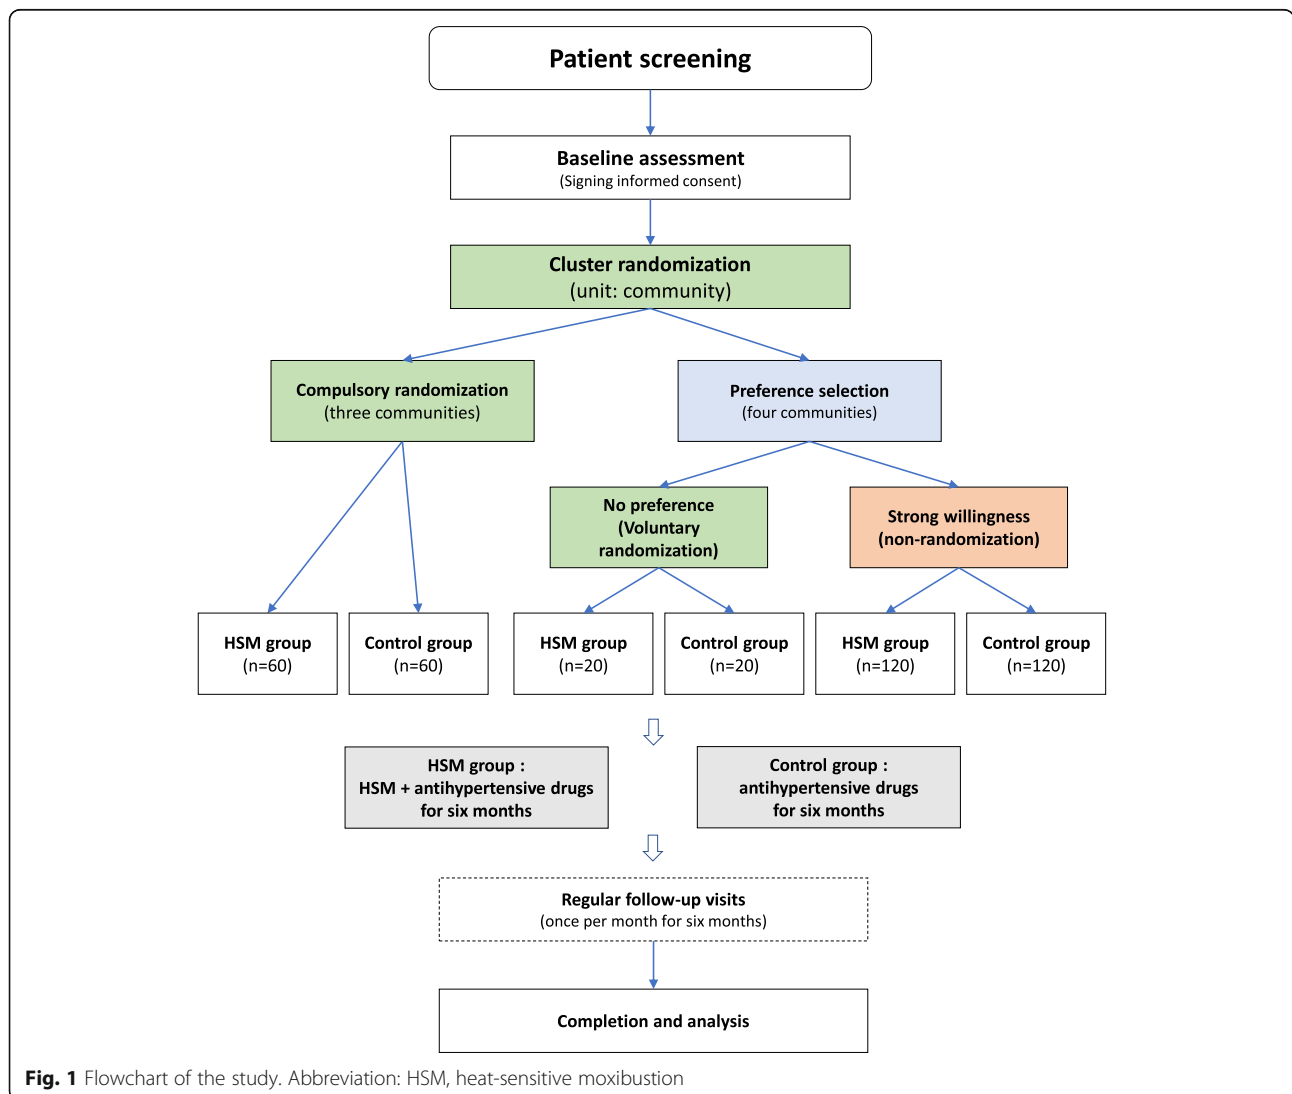 Patient screening
Baseline assessment
(Signing informed consent)
Cluster randomization
(unit: community)
Compulsory randomization
(three communities)
Preference selection
(four communities)
No preference
(Voluntary
randomization)
Strong willingness
(non-randomization)
HSM group
(n=60)
Control group
(n=60)
HSM group
(n=20)
Control group
(n=20)
HSM group
(n=120)
Control group
(n=120)
HSM group :
HSM + antihypertensive drugs
for six months
Control group :
antihypertensive drugs
for six months
Regular follow-up visits
(once per month for six months)
Completion and analysis
Fig. 1 Flowchart of the study. Abbreviation: HSM, heat-sensitive moxibustion